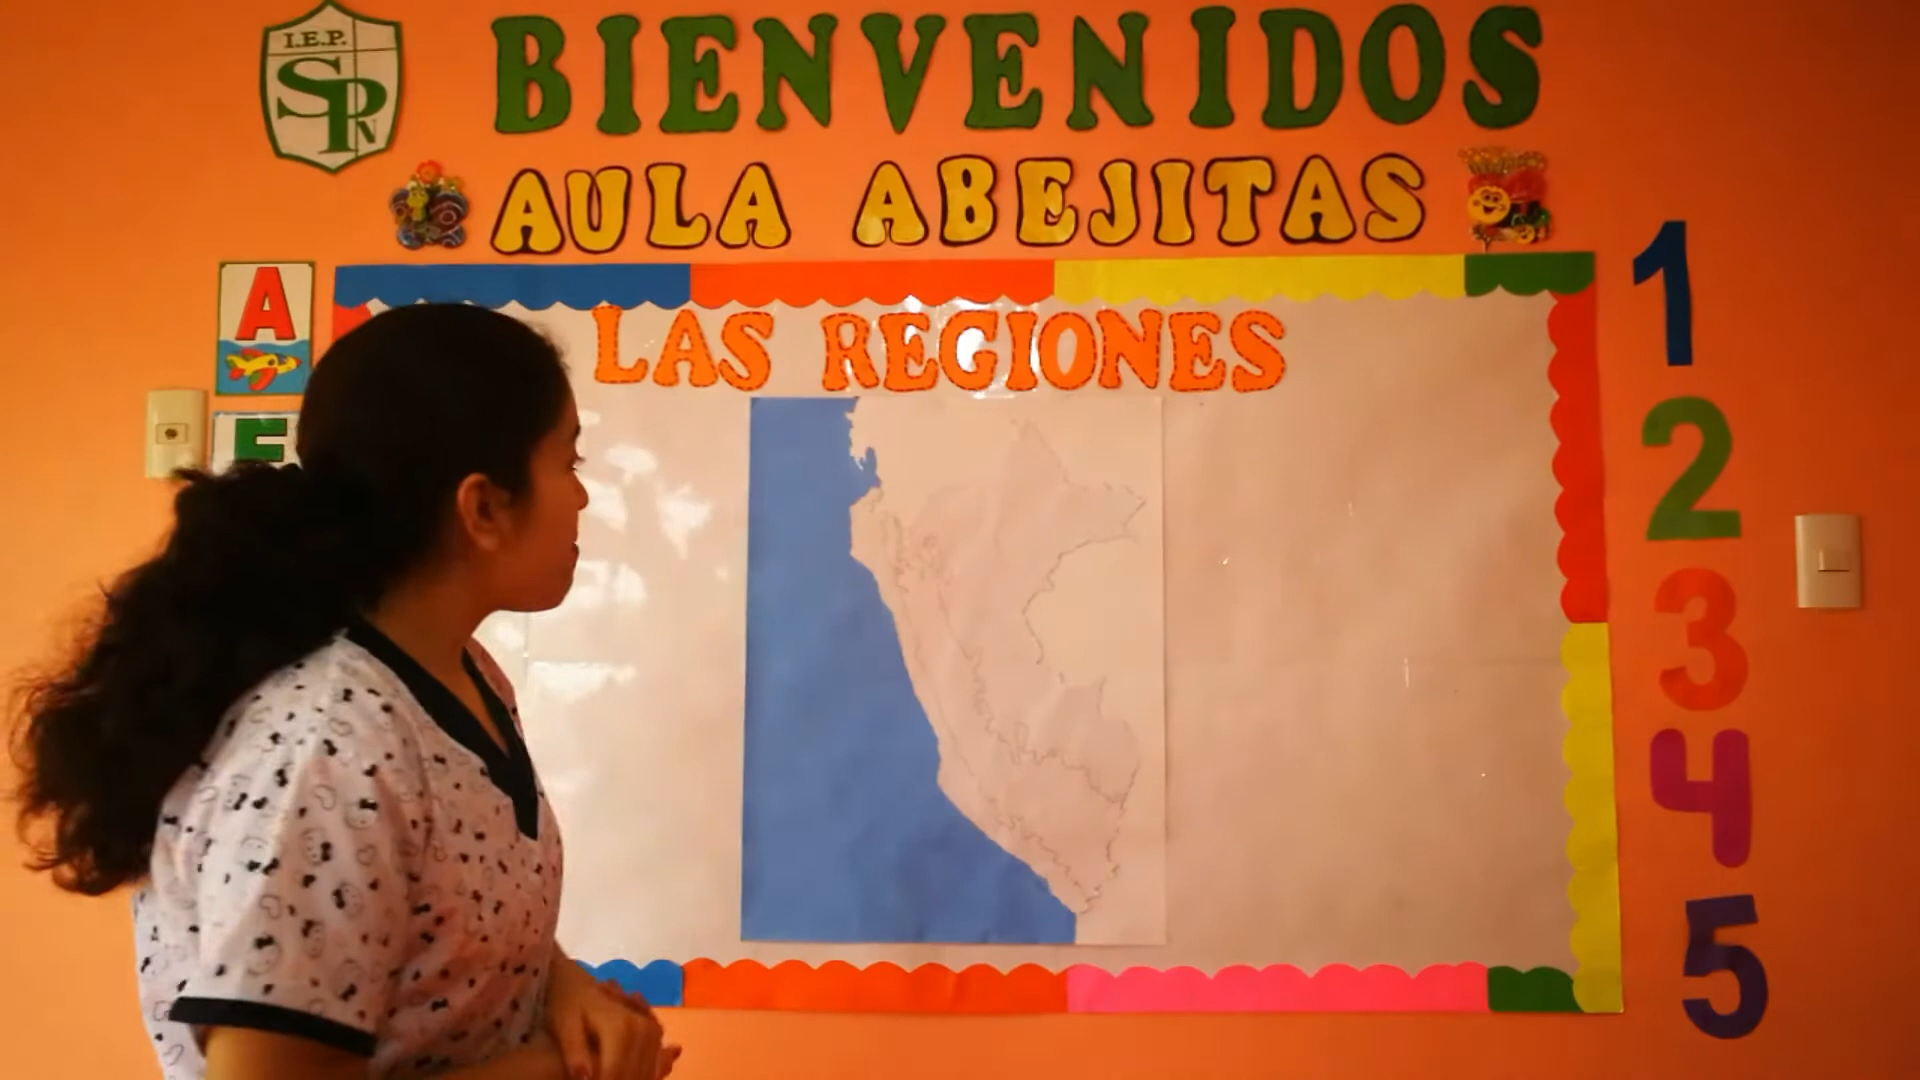 I.E.P.
SPN
BIENVENIDOS
AULA ABEJITAS
A
E
LAS REGIONES
1
2
3
4
5